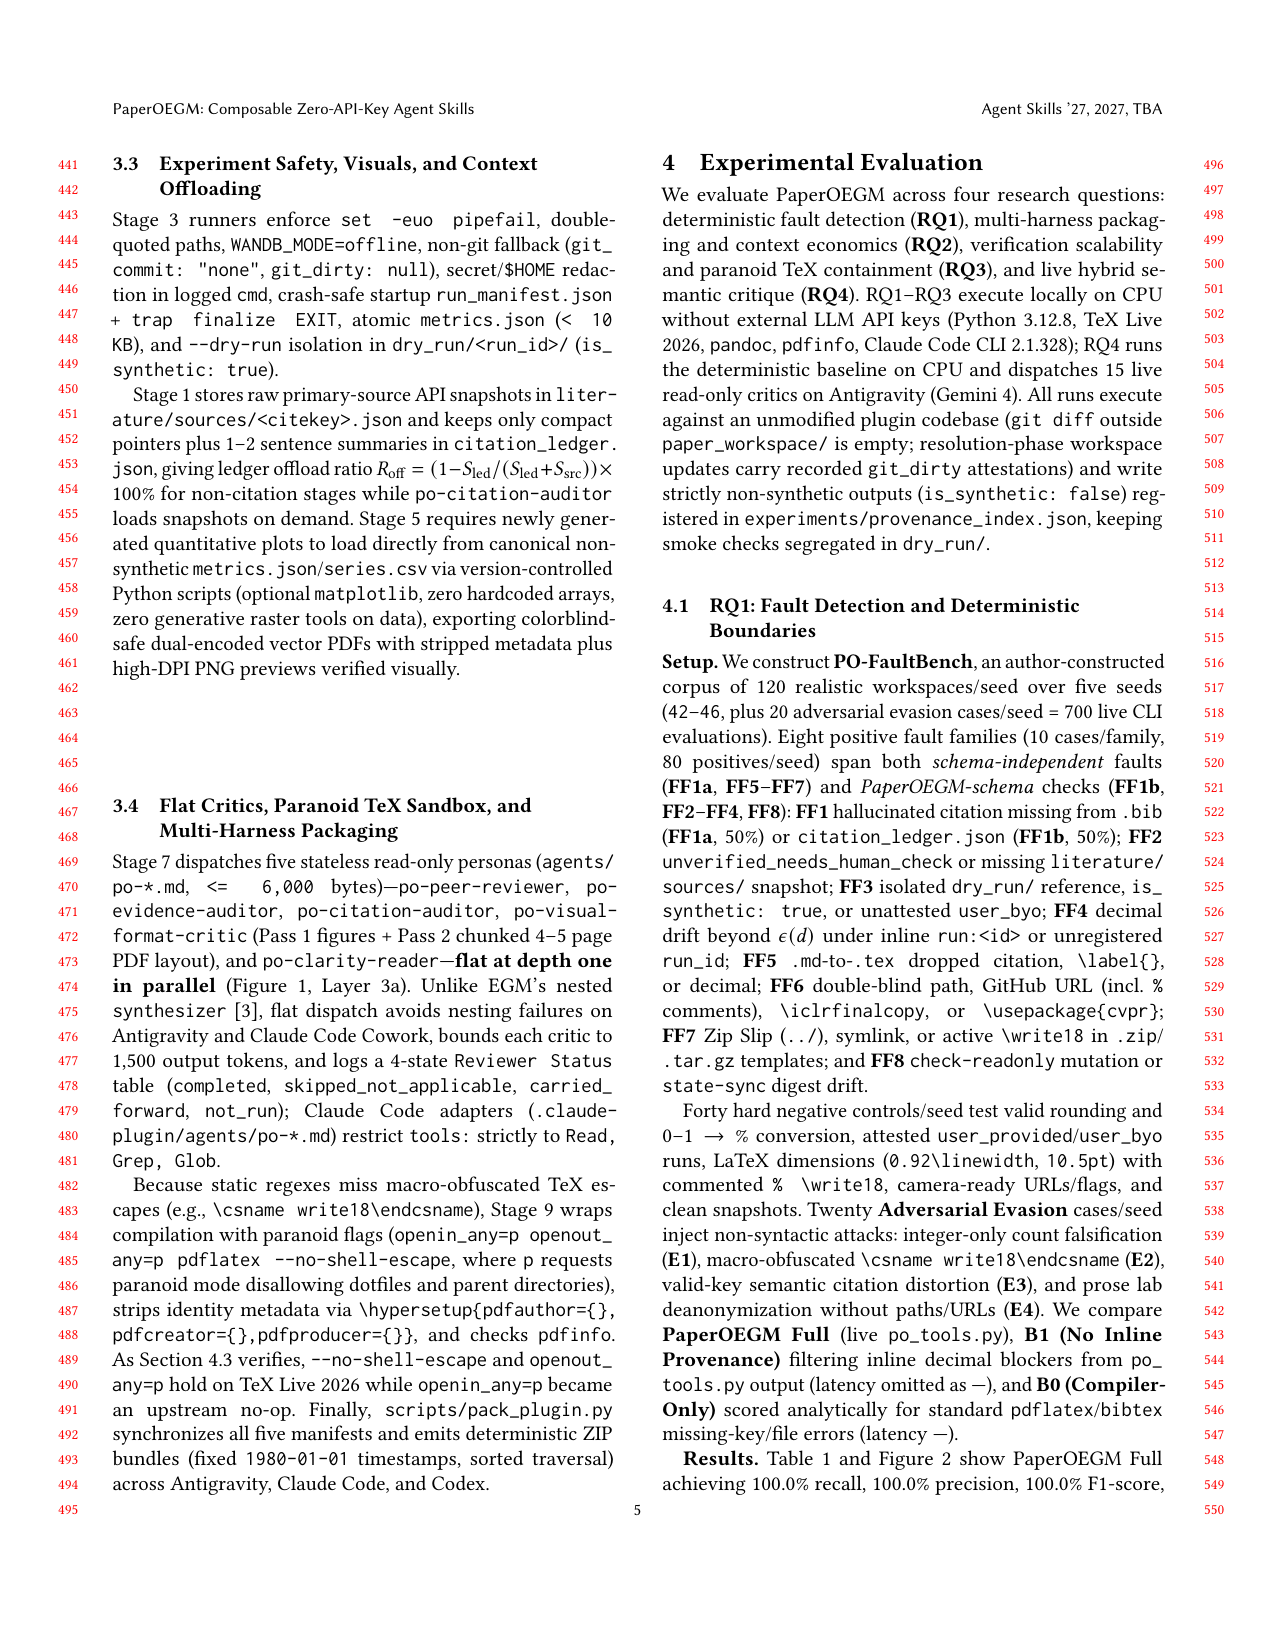 PaperOEGM: Composable Zero-API-Key Agent Skills
Agent Skills '27, 2027, TBA
441 3.3 Experiment Safety, Visuals, and Context
442 Offloading
443 Stage 3 runners enforce set -euo pipefail, double-
444 quoted paths, WANDB_MODE=offline, non-git fallback (git_
445 commit: "none", git_dirty: null), secret/$HOME redac-
446 tion in logged cmd, crash-safe startup run_manifest.json
447 + trap finalize EXIT, atomic metrics.json (< 10
448 KB), and --dry-run isolation in dry_run/<run_id>/ (is_
449 synthetic: true).
450 Stage 1 stores raw primary-source API snapshots in liter-
451 ature/sources/<citekey>.json and keeps only compact
452 pointers plus 1–2 sentence summaries in citation_ledger.
453 json, giving ledger offload ratio R_off = (1−S_led/(S_led+S_src))×
454 100% for non-citation stages while po-citation-auditor
455 loads snapshots on demand. Stage 5 requires newly gener-
456 ated quantitative plots to load directly from canonical non-
457 synthetic metrics.json/series.csv via version-controlled
458 Python scripts (optional matplotlib, zero hardcoded arrays,
459 zero generative raster tools on data), exporting colorblind-
460 safe dual-encoded vector PDFs with stripped metadata plus
461 high-DPI PNG previews verified visually.
462
463
464
465
466
467 3.4 Flat Critics, Paranoid TeX Sandbox, and
468 Multi-Harness Packaging
469 Stage 7 dispatches five stateless read-only personas (agents/
470 po-*.md, <= 6,000 bytes)—po-peer-reviewer, po-
471 evidence-auditor, po-citation-auditor, po-visual-
472 format-critic (Pass 1 figures + Pass 2 chunked 4–5 page
473 PDF layout), and po-clarity-reader—flat at depth one
474 in parallel (Figure 1, Layer 3a). Unlike EGM's nested
475 synthesizer [3], flat dispatch avoids nesting failures on
476 Antigravity and Claude Code Cowork, bounds each critic to
477 1,500 output tokens, and logs a 4-state Reviewer Status
478 table (completed, skipped_not_applicable, carried_
479 forward, not_run); Claude Code adapters (.claude-
480 plugin/agents/po-*.md) restrict tools: strictly to Read,
481 Grep, Glob.
482 Because static regexes miss macro-obfuscated TeX es-
483 capes (e.g., \csname write18\endcsname), Stage 9 wraps
484 compilation with paranoid flags (openin_any=p openout_
485 any=p pdflatex --no-shell-escape, where p requests
486 paranoid mode disallowing dotfiles and parent directories),
487 strips identity metadata via \hypersetup{pdfauthor={},
488 pdfcreator={},pdfproducer={}}, and checks pdfinfo.
489 As Section 4.3 verifies, --no-shell-escape and openout_
490 any=p hold on TeX Live 2026 while openin_any=p became
491 an upstream no-op. Finally, scripts/pack_plugin.py
492 synchronizes all five manifests and emits deterministic ZIP
493 bundles (fixed 1980-01-01 timestamps, sorted traversal)
494 across Antigravity, Claude Code, and Codex.
495
4 Experimental Evaluation 496
We evaluate PaperOEGM across four research questions: 497
deterministic fault detection (RQ1), multi-harness packag- 498
ing and context economics (RQ2), verification scalability 499
and paranoid TeX containment (RQ3), and live hybrid se- 500
mantic critique (RQ4). RQ1–RQ3 execute locally on CPU 501
without external LLM API keys (Python 3.12.8, TeX Live 502
2026, pandoc, pdfinfo, Claude Code CLI 2.1.328); RQ4 runs 503
the deterministic baseline on CPU and dispatches 15 live 504
read-only critics on Antigravity (Gemini 4). All runs execute 505
against an unmodified plugin codebase (git diff outside 506
paper_workspace/ is empty; resolution-phase workspace 507
updates carry recorded git_dirty attestations) and write 508
strictly non-synthetic outputs (is_synthetic: false) reg- 509
istered in experiments/provenance_index.json, keeping 510
smoke checks segregated in dry_run/. 511
512
513
4.1 RQ1: Fault Detection and Deterministic 514
Boundaries 515
Setup. We construct PO-FaultBench, an author-constructed 516
corpus of 120 realistic workspaces/seed over five seeds 517
(42–46, plus 20 adversarial evasion cases/seed = 700 live CLI 518
evaluations). Eight positive fault families (10 cases/family, 519
80 positives/seed) span both schema-independent faults 520
(FF1a, FF5–FF7) and PaperOEGM-schema checks (FF1b, 521
FF2–FF4, FF8): FF1 hallucinated citation missing from .bib 522
(FF1a, 50%) or citation_ledger.json (FF1b, 50%); FF2 523
unverified_needs_human_check or missing literature/ 524
sources/ snapshot; FF3 isolated dry_run/ reference, is_ 525
synthetic: true, or unattested user_byo; FF4 decimal 526
drift beyond ϵ(d) under inline run:<id> or unregistered 527
run_id; FF5 .md-to-.tex dropped citation, \label{}, 528
or decimal; FF6 double-blind path, GitHub URL (incl. % 529
comments), \iclrfinalcopy, or \usepackage{cvpr}; 530
FF7 Zip Slip (../), symlink, or active \write18 in .zip/ 531
.tar.gz templates; and FF8 check-readonly mutation or 532
state-sync digest drift. 533
Forty hard negative controls/seed test valid rounding and 534
0–1 → % conversion, attested user_provided/user_byo 535
runs, LaTeX dimensions (0.92\linewidth, 10.5pt) with 536
commented % \write18, camera-ready URLs/flags, and 537
clean snapshots. Twenty Adversarial Evasion cases/seed 538
inject non-syntactic attacks: integer-only count falsification 539
(E1), macro-obfuscated \csname write18\endcsname (E2), 540
valid-key semantic citation distortion (E3), and prose lab 541
deanonymization without paths/URLs (E4). We compare 542
PaperOEGM Full (live po_tools.py), B1 (No Inline 543
Provenance) filtering inline decimal blockers from po_ 544
tools.py output (latency omitted as —), and B0 (Compiler- 545
Only) scored analytically for standard pdflatex/bibtex 546
missing-key/file errors (latency —). 547
Results. Table 1 and Figure 2 show PaperOEGM Full 548
achieving 100.0% recall, 100.0% precision, 100.0% F1-score, 549
550
5